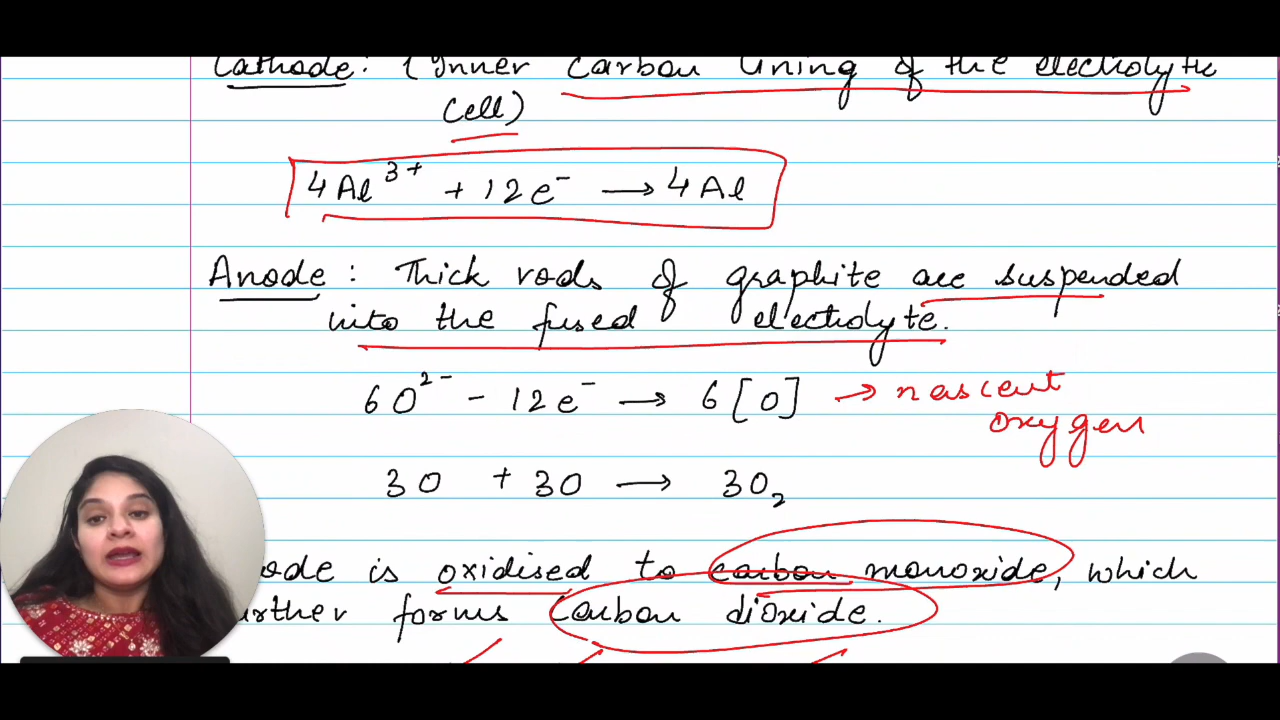 Cathode: (Inner carbon lining of the electrolytic
cell)
4Al³⁺ + 12e⁻ → 4Al
Anode: Thick rods of graphite are suspended
into the fused electrolyte.
6O²⁻ - 12e⁻ → 6[O] → nascent
oxygen
3O + 3O → 3O₂
ode is oxidised to carbon monoxide, which
urther forms carbon dioxide.